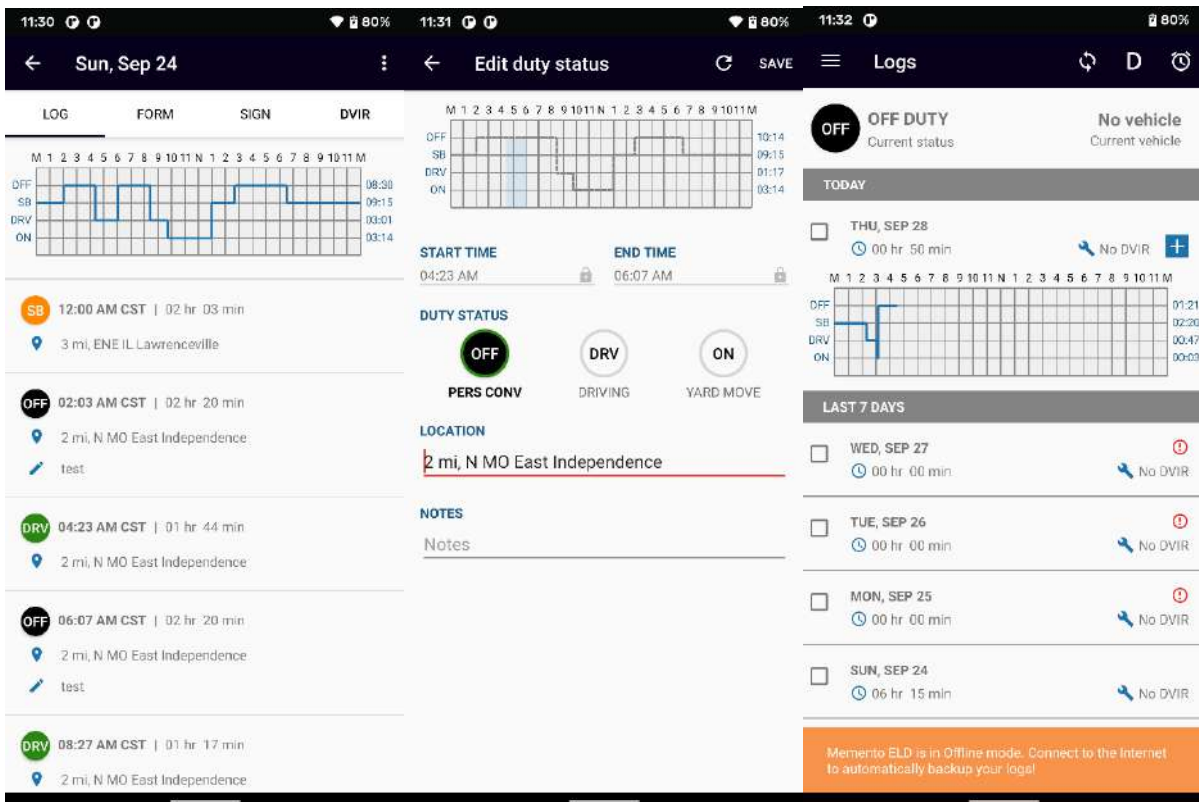 11:30 80%
Sun, Sep 24
LOG FORM SIGN DVIR
M 1 2 3 4 5 6 7 8 9 10 11 N 1 2 3 4 5 6 7 8 9 10 11 M
OFF 08:30
SB 09:15
DRV 03:01
ON 03:14
SB 12:00 AM CST | 02 hr 03 min
3 mi, ENE IL Lawrenceville
OFF 02:03 AM CST | 02 hr 20 min
2 mi, N MO East Independence
test
DRV 04:23 AM CST | 01 hr 44 min
2 mi, N MO East Independence
OFF 06:07 AM CST | 02 hr 20 min
2 mi, N MO East Independence
test
DRV 08:27 AM CST | 01 hr 17 min
2 mi, N MO East Independence
11:31 80%
Edit duty status SAVE
M 1 2 3 4 5 6 7 8 9 10 11 N 1 2 3 4 5 6 7 8 9 10 11 M
OFF 10:14
SB 09:15
DRV 01:17
ON 03:14
START TIME END TIME
04:23 AM 06:07 AM
DUTY STATUS
OFF DRV ON
PERS CONV DRIVING YARD MOVE
LOCATION
2 mi, N MO East Independence
NOTES
Notes
11:32 80%
Logs D
OFF OFF DUTY No vehicle
Current status Current vehicle
TODAY
THU, SEP 28
00 hr 50 min No DVIR
M 1 2 3 4 5 6 7 8 9 10 11 N 1 2 3 4 5 6 7 8 9 10 11 M
OFF 01:21
SB 02:20
DRV 00:47
ON 00:03
LAST 7 DAYS
WED, SEP 27
00 hr 00 min No DVIR
TUE, SEP 26
00 hr 00 min No DVIR
MON, SEP 25
00 hr 00 min No DVIR
SUN, SEP 24
06 hr 15 min No DVIR
Memento ELD is in Offline mode. Connect to the Internet
to automatically backup your logs!